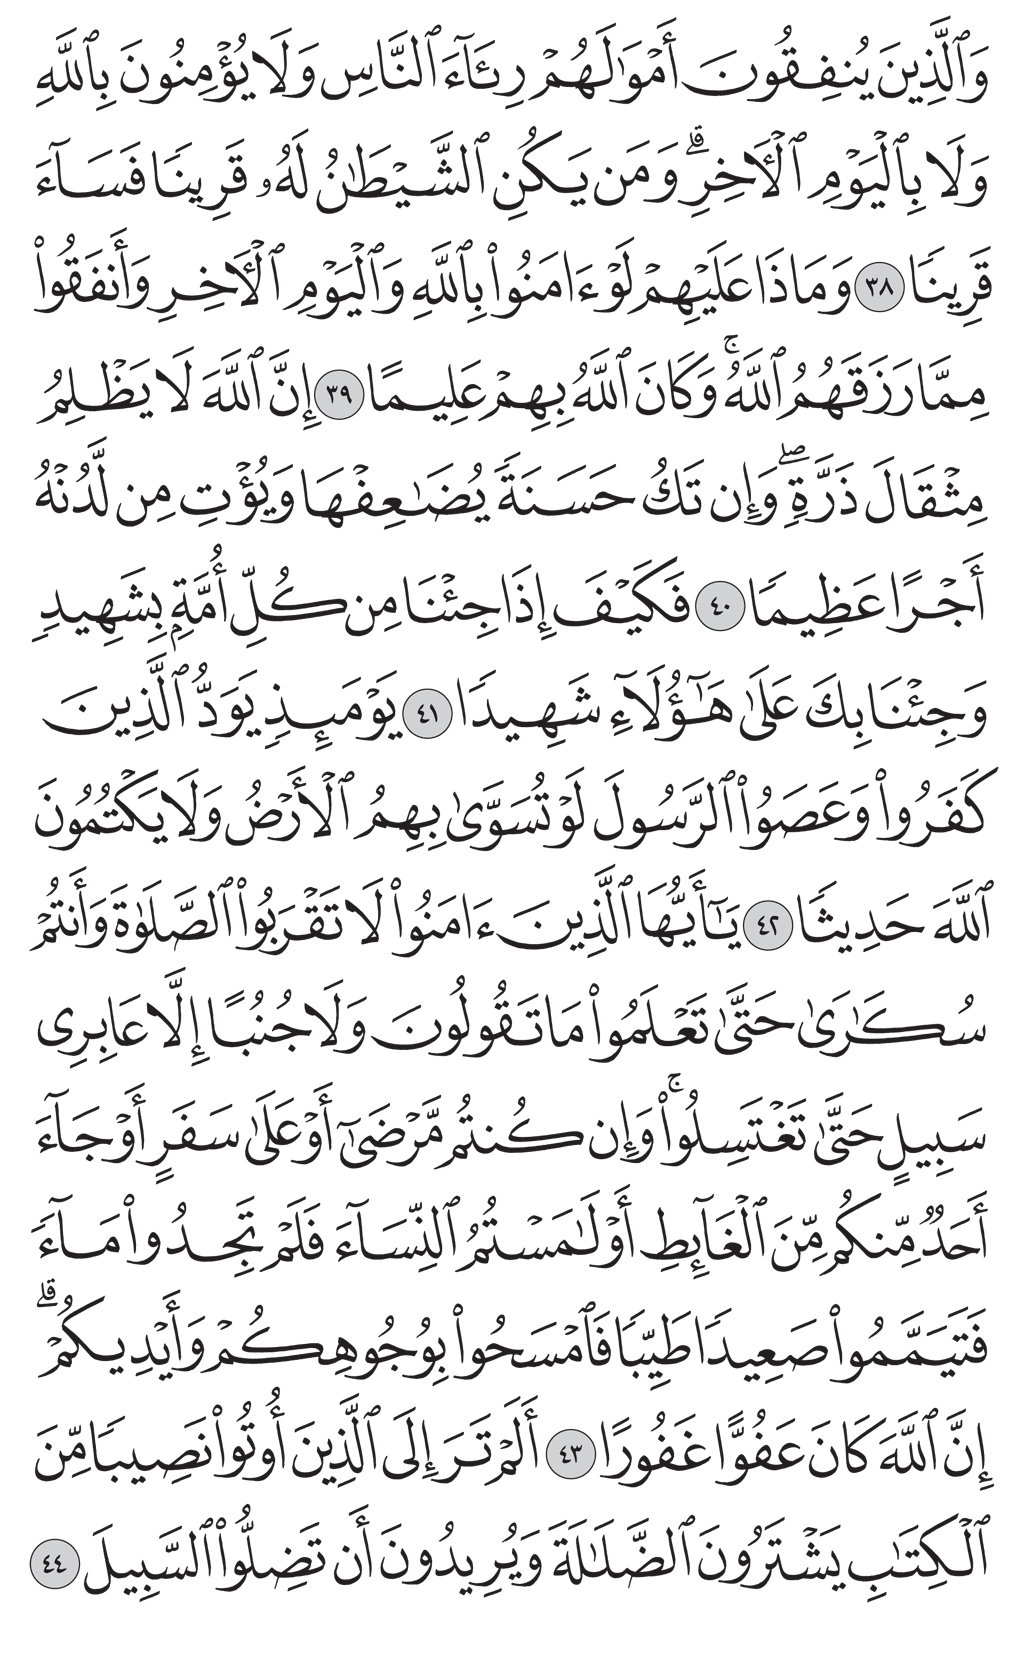 وَٱلَّذِينَ يُنفِقُونَ أَمۡوَٰلَهُمۡ رِئَآءَ ٱلنَّاسِ وَلَا يُؤۡمِنُونَ بِٱللَّهِ
وَلَا بِٱلۡيَوۡمِ ٱلۡأٓخِرِۗ وَمَن يَكُنِ ٱلشَّيۡطَٰنُ لَهُۥ قَرِينٗا فَسَآءَ
قَرِينٗا ٣٨ وَمَاذَا عَلَيۡهِمۡ لَوۡ ءَامَنُواْ بِٱللَّهِ وَٱلۡيَوۡمِ ٱلۡأٓخِرِ وَأَنفَقُواْ
مِمَّا رَزَقَهُمُ ٱللَّهُۚ وَكَانَ ٱللَّهُ بِهِمۡ عَلِيمًا ٣٩ إِنَّ ٱللَّهَ لَا يَظۡلِمُ
مِثۡقَالَ ذَرَّةٖۖ وَإِن تَكُ حَسَنَةٗ يُضَٰعِفۡهَا وَيُؤۡتِ مِن لَّدُنۡهُ
أَجۡرًا عَظِيمٗا ٤٠ فَكَيۡفَ إِذَا جِئۡنَا مِن كُلِّ أُمَّةِۭ بِشَهِيدٖ
وَجِئۡنَا بِكَ عَلَىٰ هَٰٓؤُلَآءِ شَهِيدٗا ٤١ يَوۡمَئِذٖ يَوَدُّ ٱلَّذِينَ
كَفَرُواْ وَعَصَوُاْ ٱلرَّسُولَ لَوۡ تُسَوَّىٰ بِهِمُ ٱلۡأَرۡضُ وَلَا يَكۡتُمُونَ
ٱللَّهَ حَدِيثٗا ٤٢ يَٰٓأَيُّهَا ٱلَّذِينَ ءَامَنُواْ لَا تَقۡرَبُواْ ٱلصَّلَوٰةَ وَأَنتُمۡ
سُكَٰرَىٰ حَتَّىٰ تَعۡلَمُواْ مَا تَقُولُونَ وَلَا جُنُبًا إِلَّا عَابِرِي
سَبِيلٍ حَتَّىٰ تَغۡتَسِلُواْۚ وَإِن كُنتُم مَّرۡضَىٰٓ أَوۡ عَلَىٰ سَفَرٍ أَوۡ جَآءَ
أَحَدٞ مِّنكُم مِّنَ ٱلۡغَآئِطِ أَوۡ لَٰمَسۡتُمُ ٱلنِّسَآءَ فَلَمۡ تَجِدُواْ مَآءٗ
فَتَيَمَّمُواْ صَعِيدٗا طَيِّبٗا فَٱمۡسَحُواْ بِوُجُوهِكُمۡ وَأَيۡدِيكُمۡۗ
إِنَّ ٱللَّهَ كَانَ عَفُوًّا غَفُورًا ٤٣ أَلَمۡ تَرَ إِلَى ٱلَّذِينَ أُوتُواْ نَصِيبٗا مِّنَ
ٱلۡكِتَٰبِ يَشۡتَرُونَ ٱلضَّلَٰلَةَ وَيُرِيدُونَ أَن تَضِلُّواْ ٱلسَّبِيلَ ٤٤